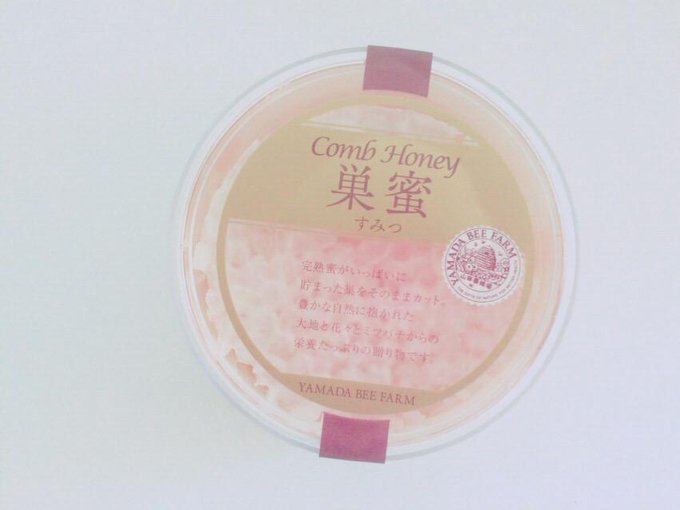 Comb Honey
巣蜜
すみつ
完熟蜜がいっぱいに
貯まった巣をそのままカット。
豊かな自然に抱かれた
大地と花々とミツバチからの
栄養たっぷりの贈り物です。
YAMADA BEE FARM
YAMADA BEE FARM